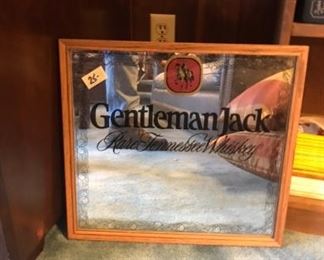 25-
Gentleman Jack
Rare Tennessee Whiskey